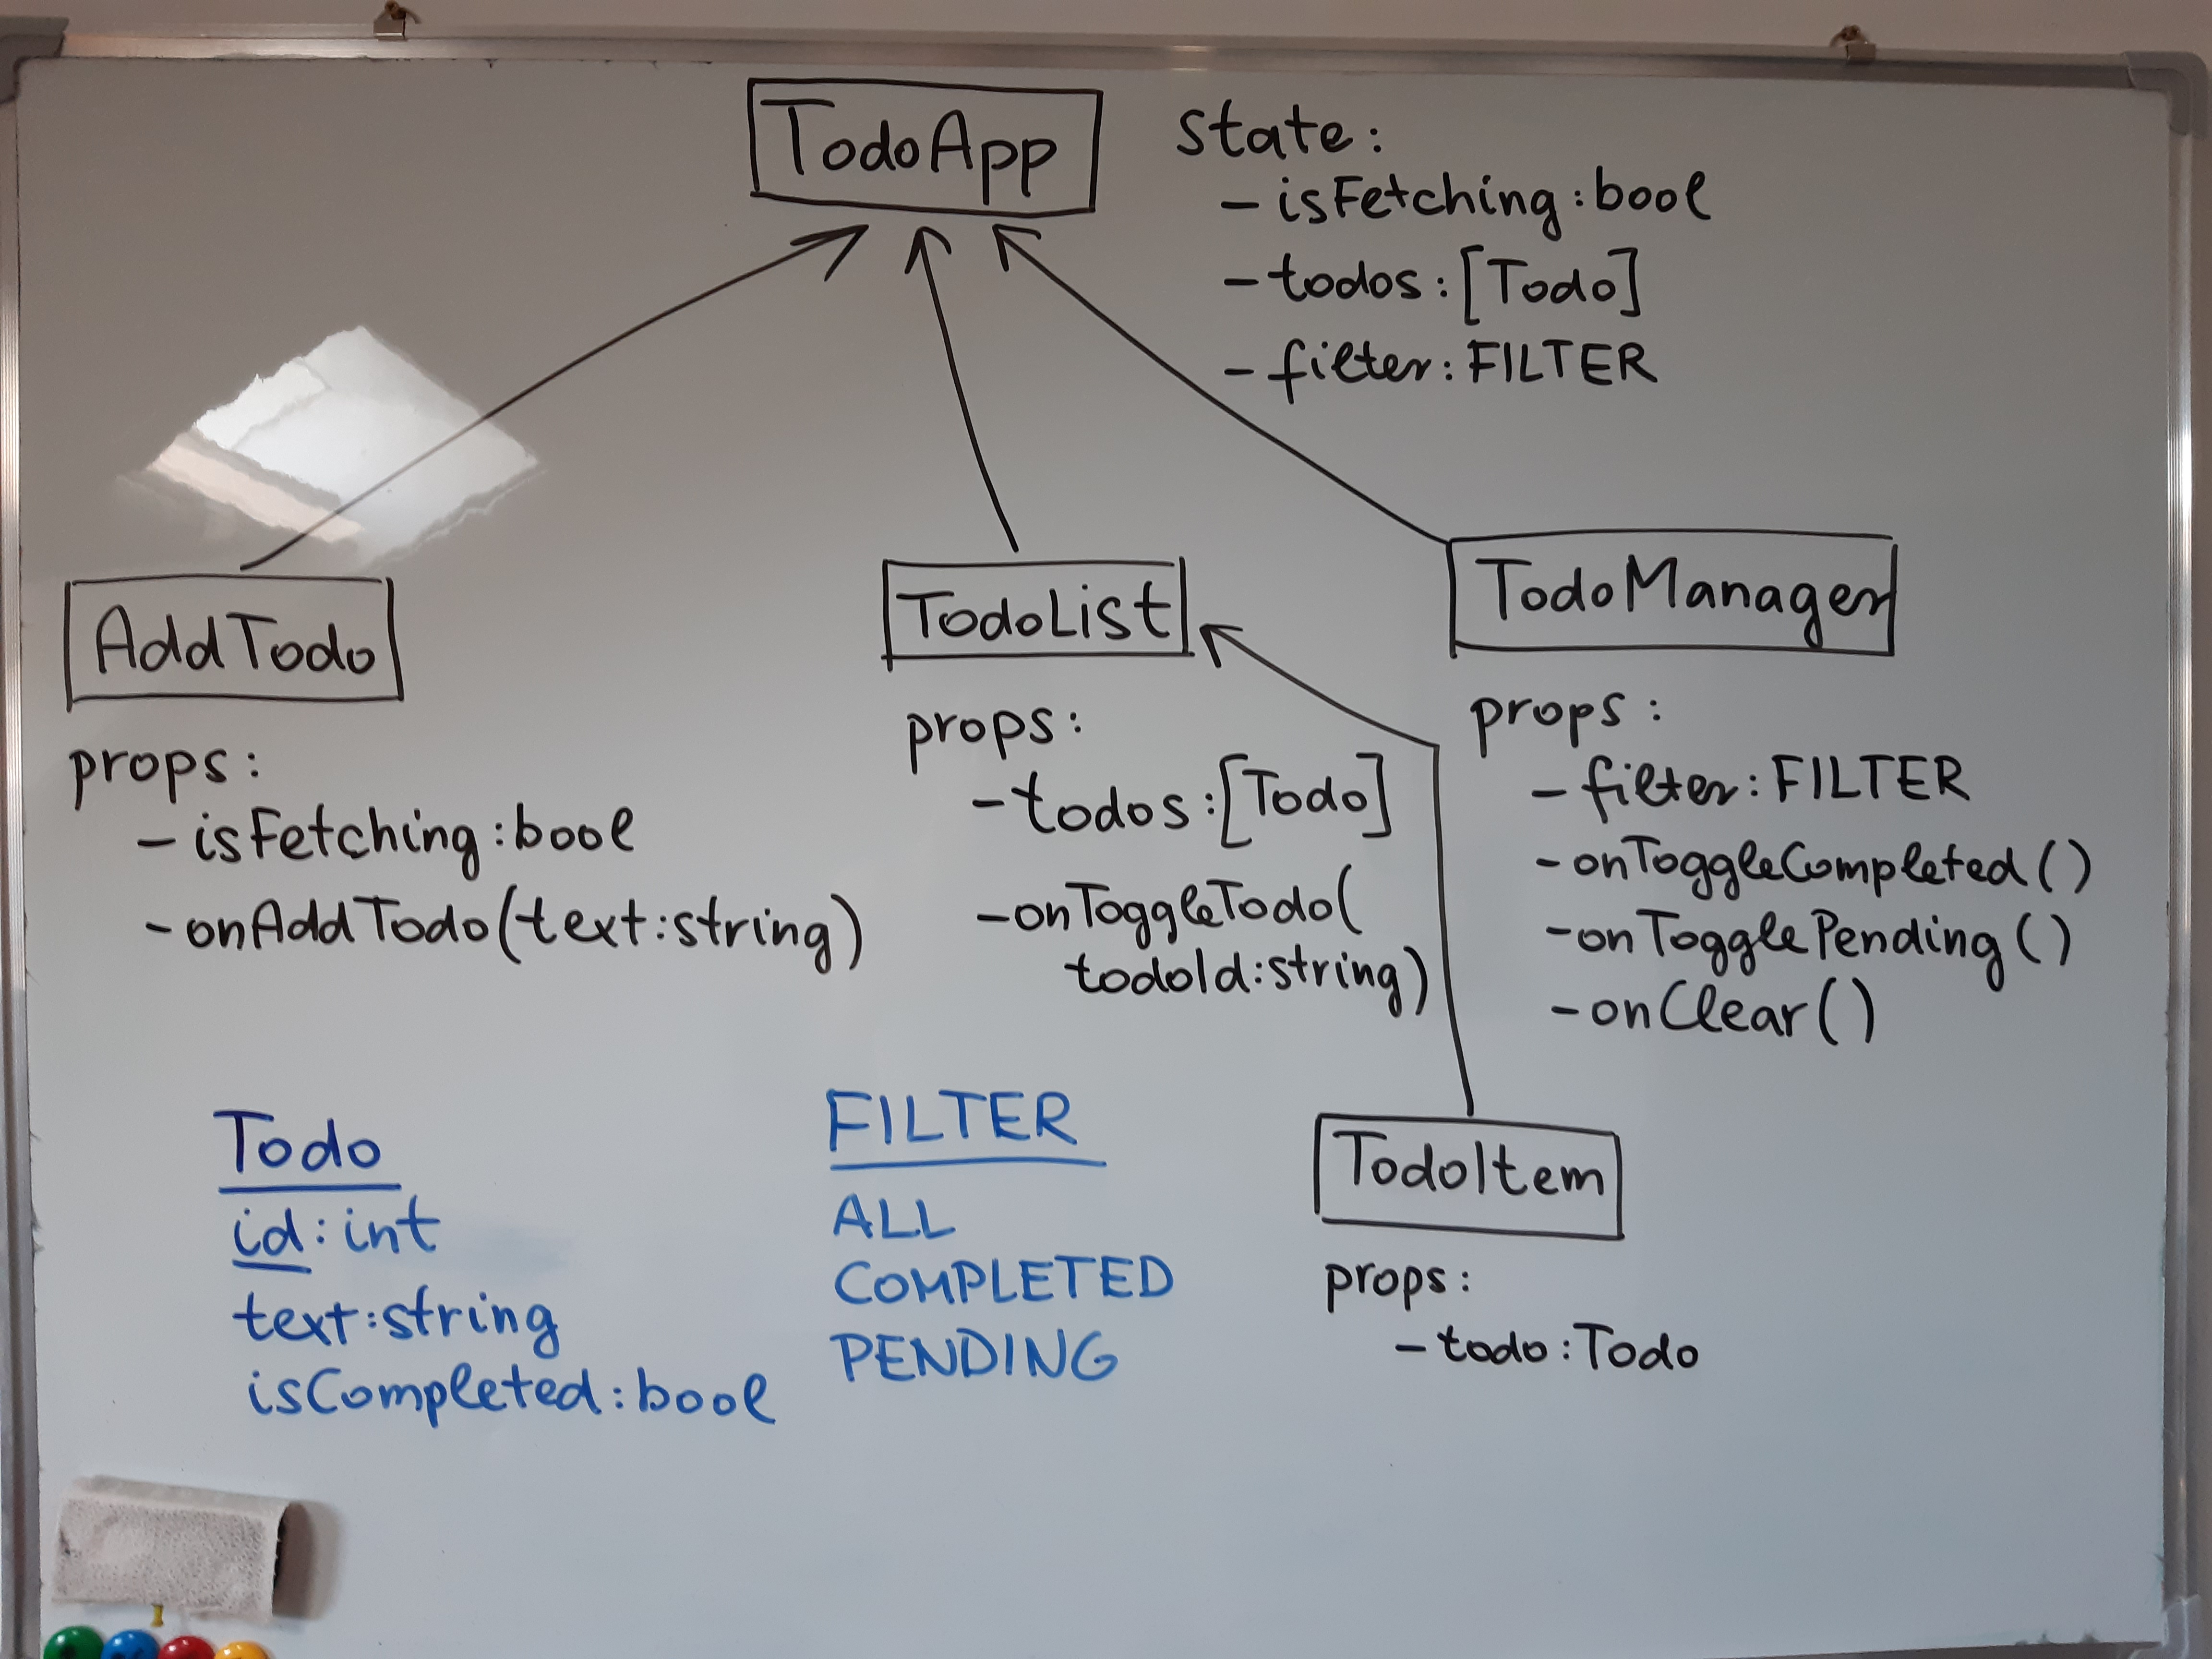 TodoApp
state:
- isFetching:bool
- todos:[Todo]
- filter:FILTER
AddTodo
props:
- isFetching:bool
- onAddTodo(text:string)
TodoList
props:
- todos:[Todo]
- onToggleTodo(
todoId:string)
TodoManager
props:
- filter:FILTER
- onToggleCompleted()
- onTogglePending()
- onClear()
TodoItem
props:
- todo:Todo
Todo
id:int
text:string
isCompleted:bool
FILTER
ALL
COMPLETED
PENDING